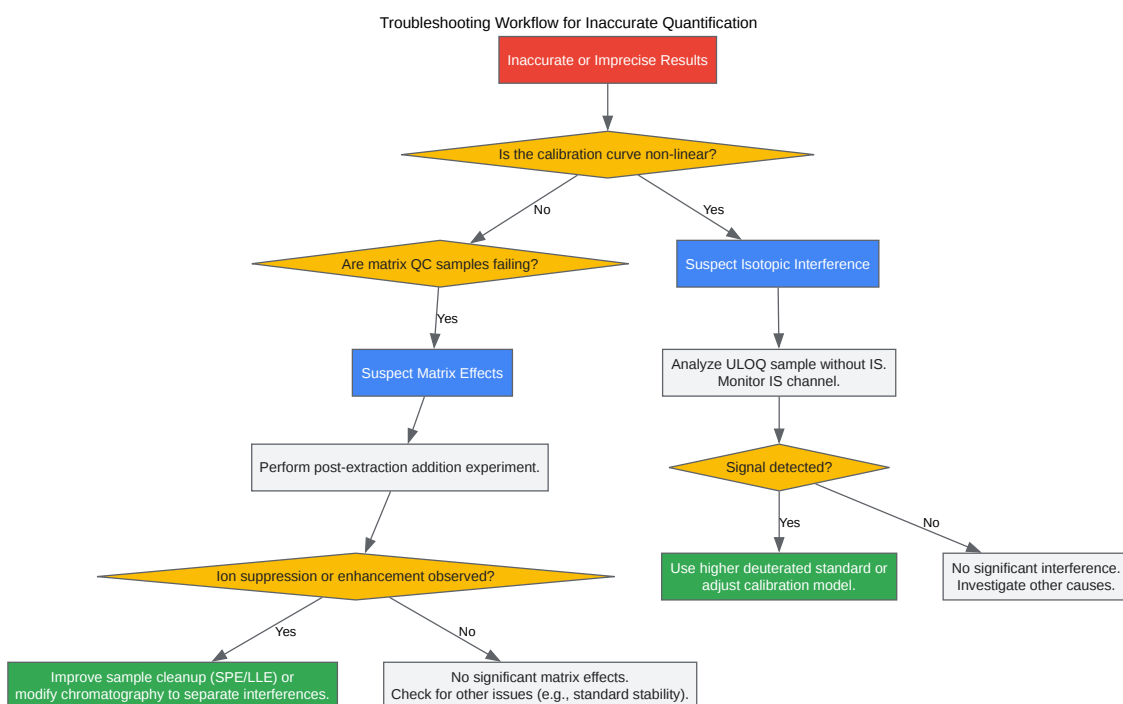 Troubleshooting Workflow for Inaccurate Quantification
Inaccurate or Imprecise Results
Is the calibration curve non-linear?
No
Yes
Are matrix QC samples failing?
Suspect Isotopic Interference
Yes
Suspect Matrix Effects
Analyze ULOQ sample without IS.
Monitor IS channel.
Perform post-extraction addition experiment.
Signal detected?
Yes
No
Ion suppression or enhancement observed?
Use higher deuterated standard or
adjust calibration model.
No significant interference.
Investigate other causes.
Yes
No
Improve sample cleanup (SPE/LLE) or
modify chromatography to separate interferences.
No significant matrix effects.
Check for other issues (e.g., standard stability).